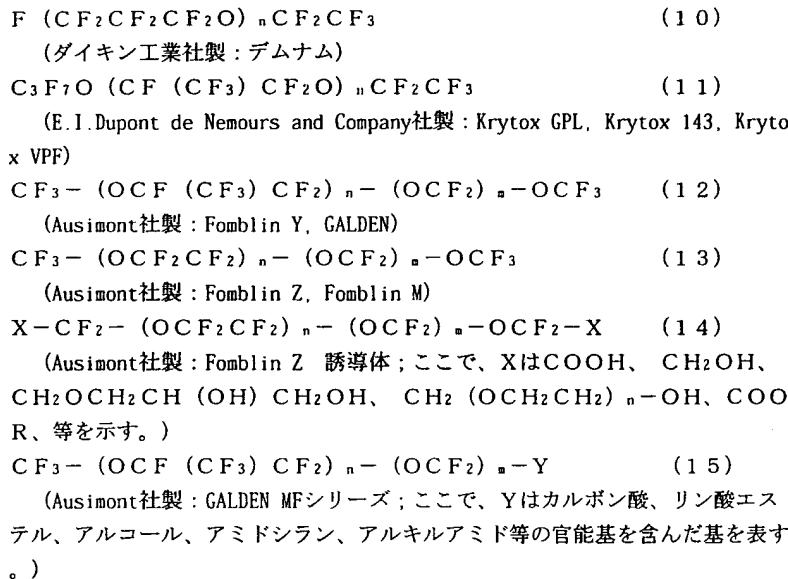 F（CF₂CF₂CF₂O）ₙCF₂CF₃ （10）
（ダイキン工業社製：デムナム）
C₃F₇O（CF（CF₃）CF₂O）ₙCF₂CF₃ （11）
（E.I.Dupont de Nemours and Company社製：Krytox GPL, Krytox 143, Kryto
x VPF）
CF₃－（OCF（CF₃）CF₂）ₙ－（OCF₂）ₘ－OCF₃ （12）
（Ausimont社製：Fomblin Y, GALDEN）
CF₃－（OCF₂CF₂）ₙ－（OCF₂）ₘ－OCF₃ （13）
（Ausimont社製：Fomblin Z, Fomblin M）
X－CF₂－（OCF₂CF₂）ₙ－（OCF₂）ₘ－OCF₂－X （14）
（Ausimont社製：Fomblin Z 誘導体；ここで、XはCOOH、 CH₂OH、
CH₂OCH₂CH（OH）CH₂OH、 CH₂（OCH₂CH₂）ₙ－OH、COO
R、等を示す。）
CF₃－（OCF（CF₃）CF₂）ₙ－（OCF₂）ₘ－Y （15）
（Ausimont社製：GALDEN MFシリーズ；ここで、Yはカルボン酸、リン酸エス
テル、アルコール、アミドシラン、アルキルアミド等の官能基を含んだ基を表す
。）